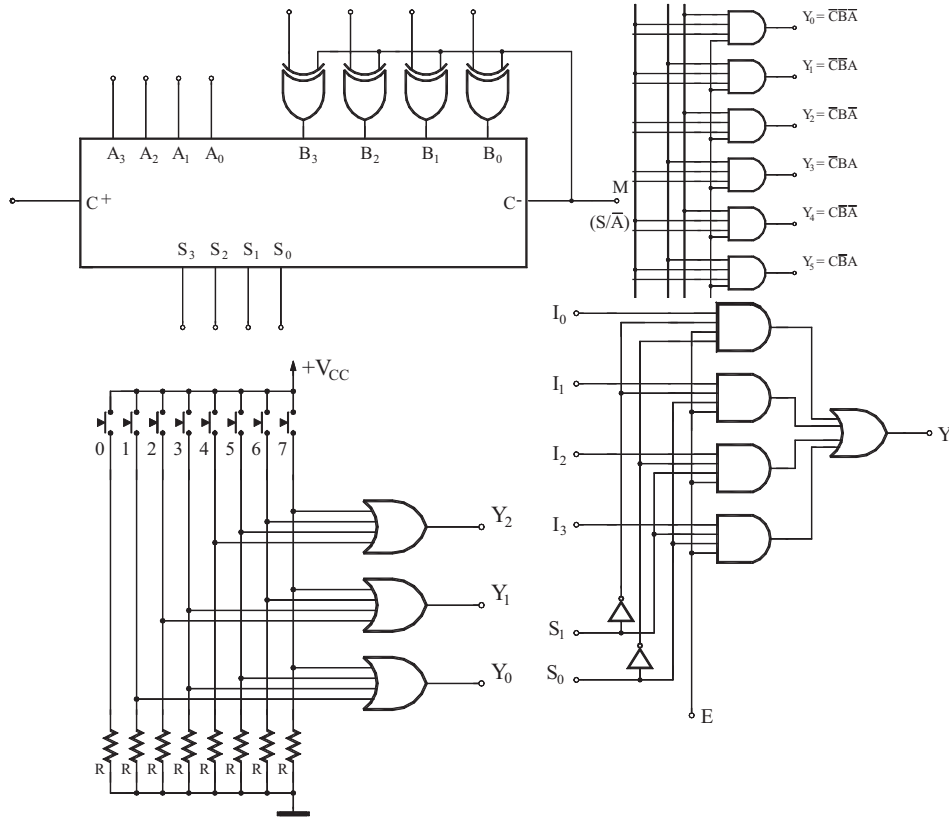 A₃ A₂ A₁ A₀ B₃ B₂ B₁ B₀
C⁺ C⁻ M
(S/A̅)
S₃ S₂ S₁ S₀
Y₀ = C̅B̅A̅
Y₁ = C̅B̅A
Y₂ = C̅BA̅
Y₃ = C̅BA
Y₄ = CB̅A̅
Y₅ = CB̅A
+V_CC
0 1 2 3 4 5 6 7
Y₂
Y₁
Y₀
R R R R R R R R
I₀
I₁
I₂
I₃
Y
S₁
S₀
E